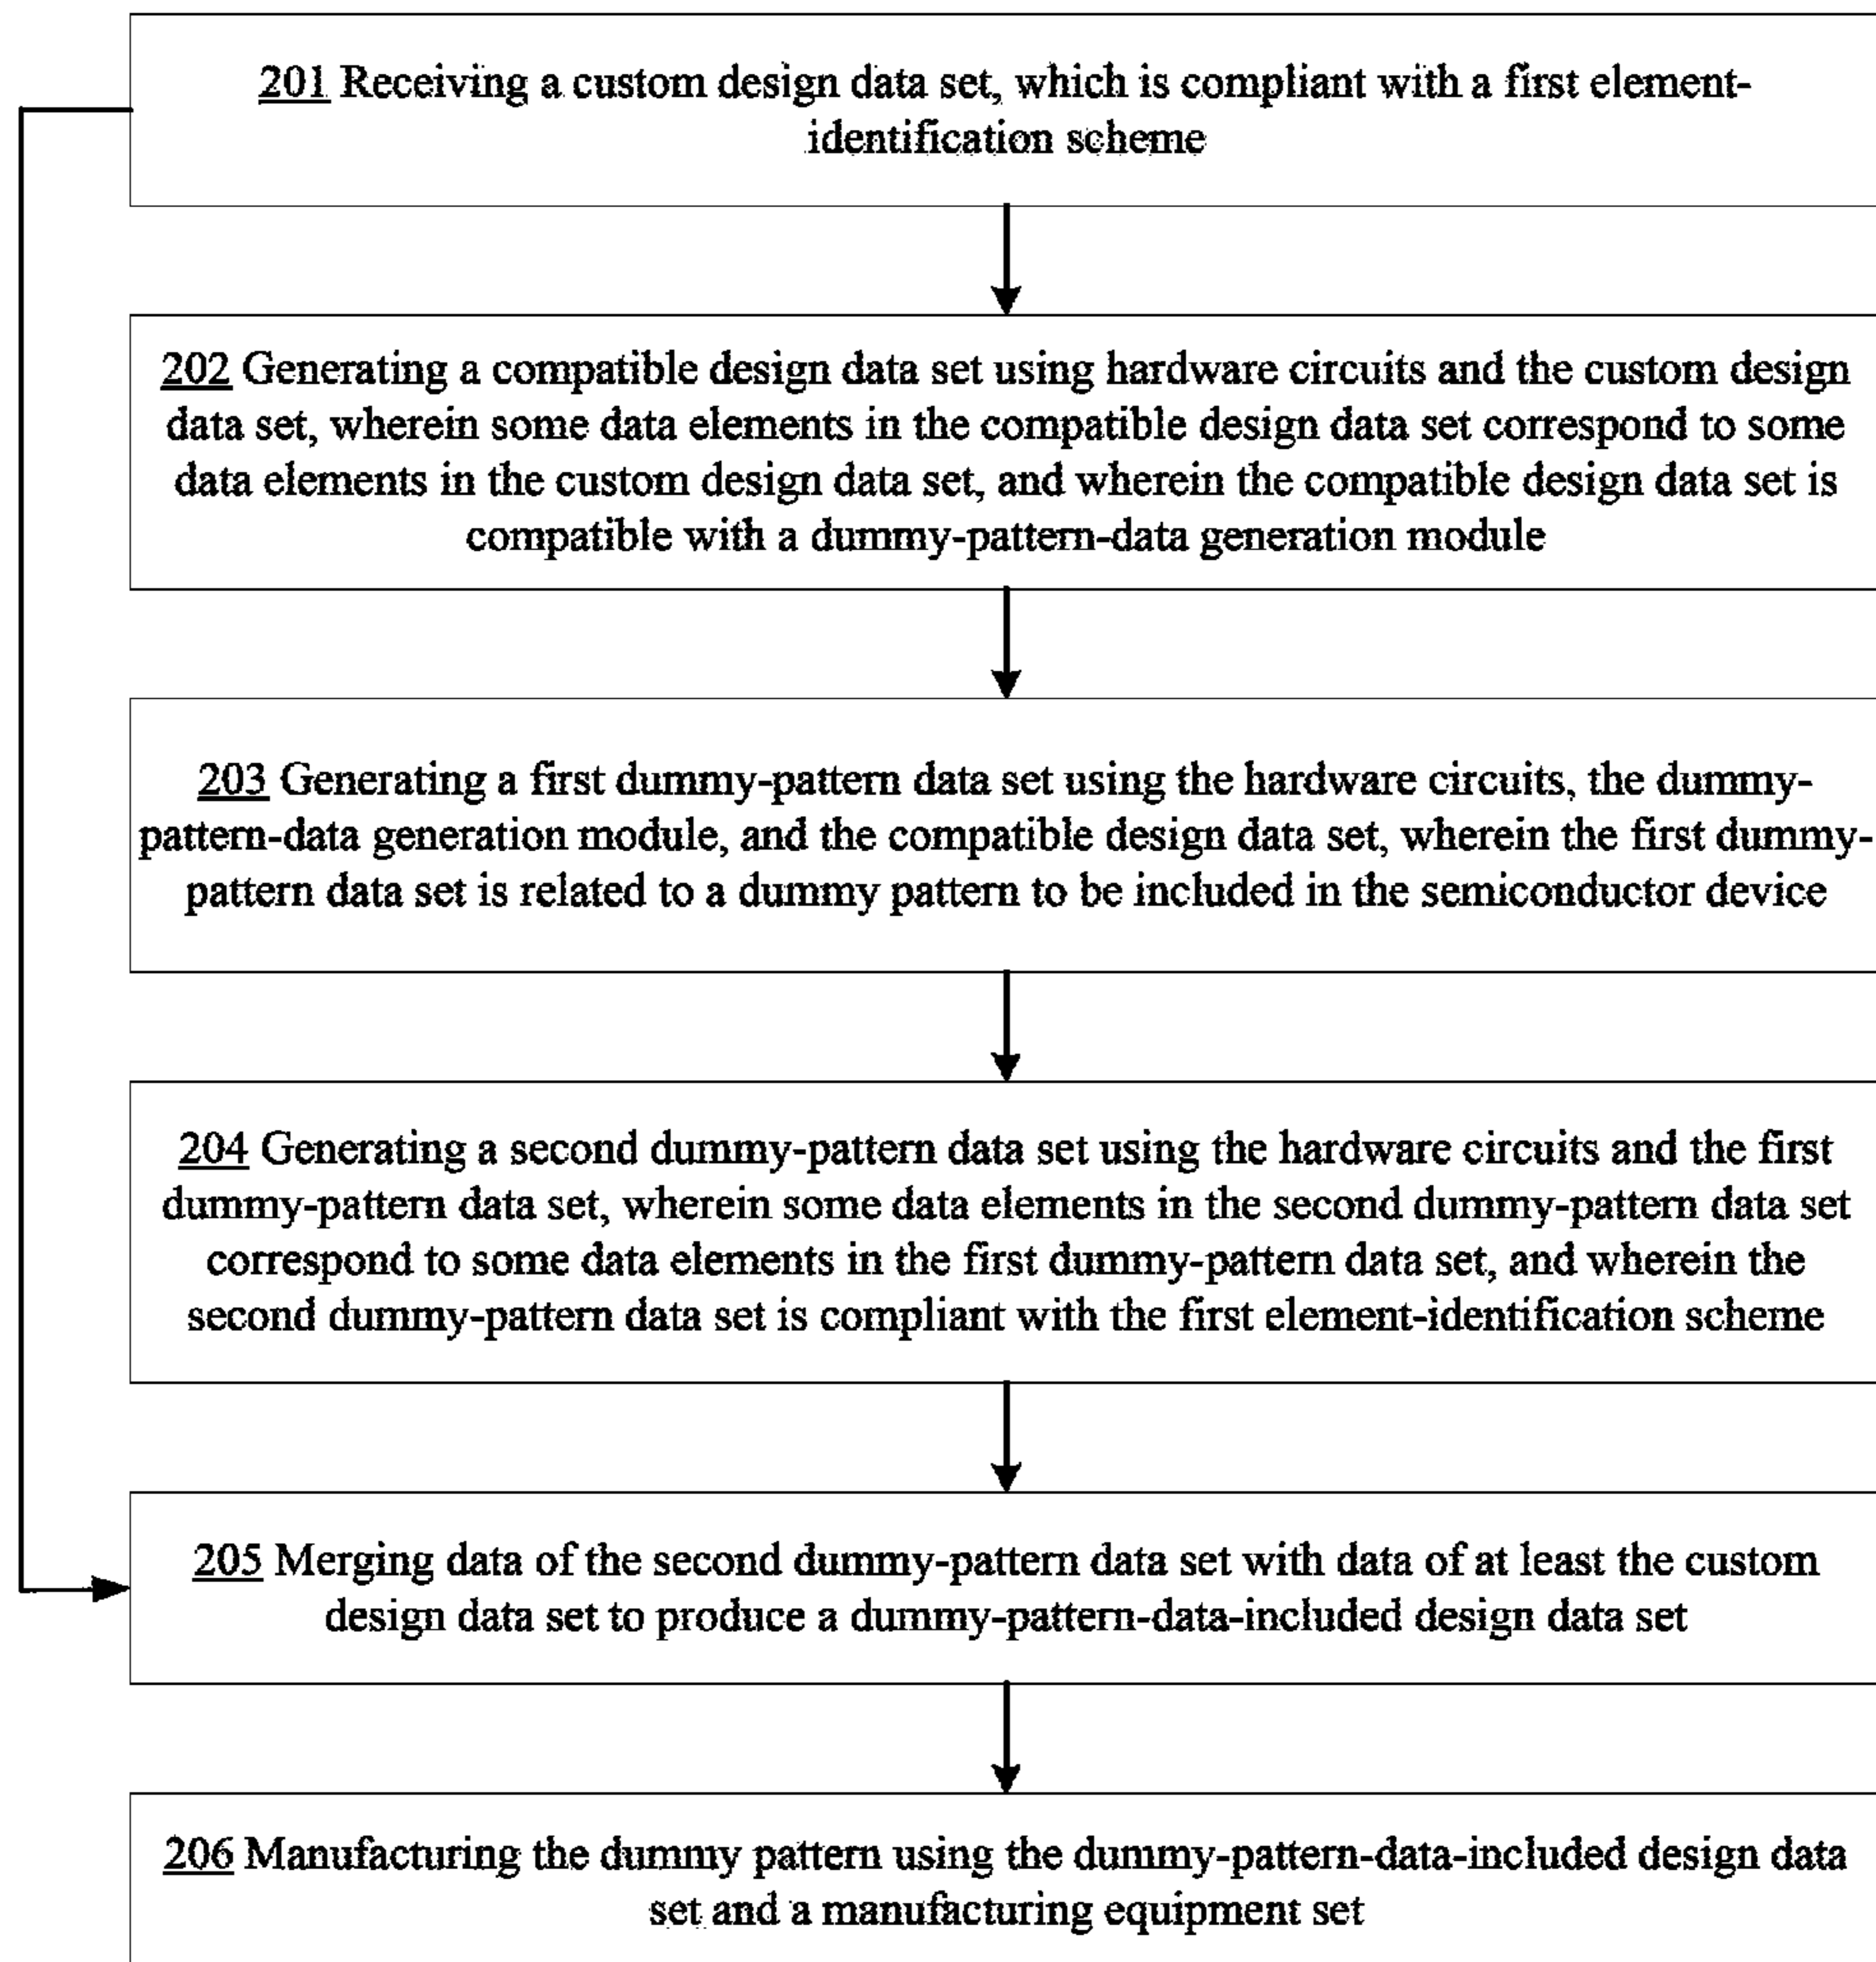 201 Receiving a custom design data set, which is compliant with a first element-
identification scheme
202 Generating a compatible design data set using hardware circuits and the custom design
data set, wherein some data elements in the compatible design data set correspond to some
data elements in the custom design data set, and wherein the compatible design data set is
compatible with a dummy-pattern-data generation module
203 Generating a first dummy-pattern data set using the hardware circuits, the dummy-
pattern-data generation module, and the compatible design data set, wherein the first dummy-
pattern data set is related to a dummy pattern to be included in the semiconductor device
204 Generating a second dummy-pattern data set using the hardware circuits and the first
dummy-pattern data set, wherein some data elements in the second dummy-pattern data set
correspond to some data elements in the first dummy-pattern data set, and wherein the
second dummy-pattern data set is compliant with the first element-identification scheme
205 Merging data of the second dummy-pattern data set with data of at least the custom
design data set to produce a dummy-pattern-data-included design data set
206 Manufacturing the dummy pattern using the dummy-pattern-data-included design data
set and a manufacturing equipment set